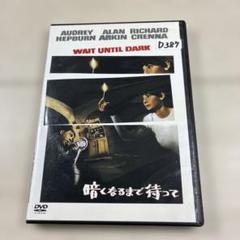 AUDREY ALAN RICHARD
HEPBURN ARKIN CRENNA
D.387
WAIT UNTIL DARK
暗くなるまで待って
DVD